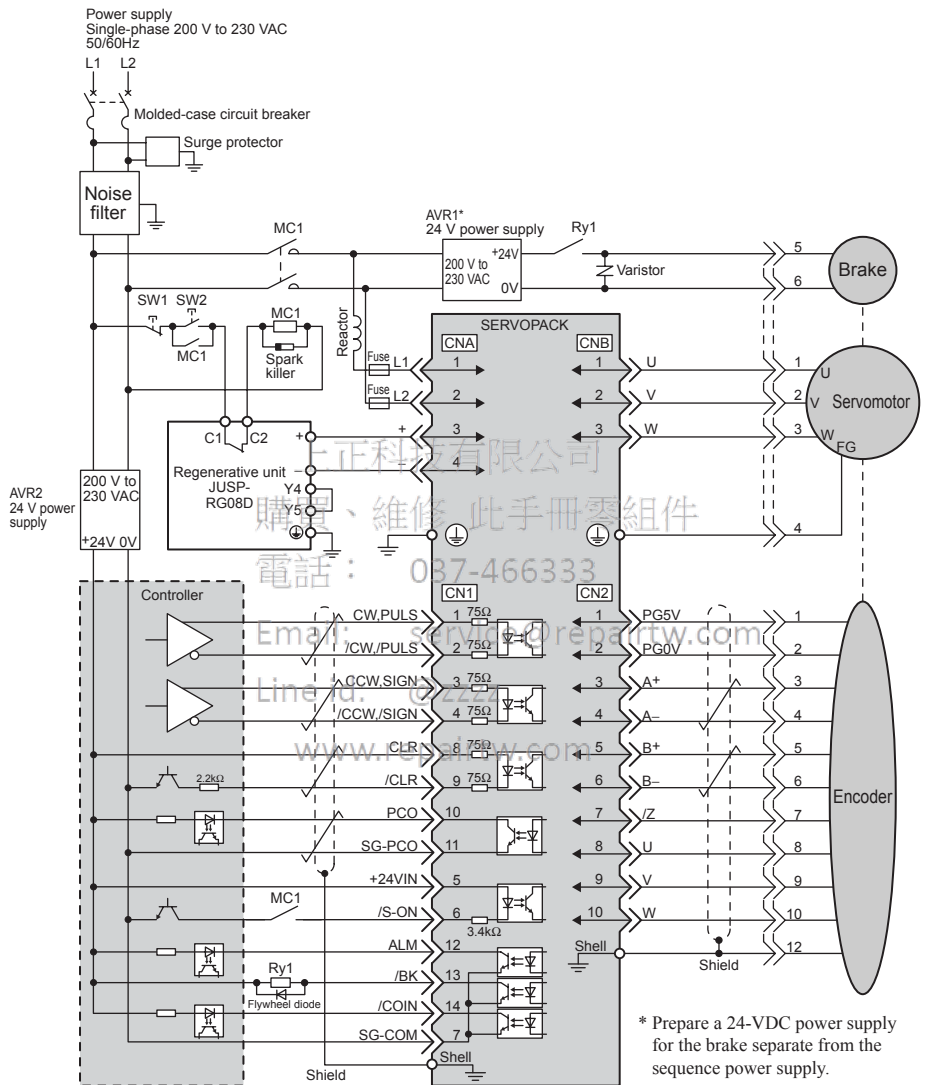 Power supply
Single-phase 200 V to 230 VAC
50/60Hz
L1 L2
Molded-case circuit breaker
Surge protector
Noise
filter
MC1
AVR1*
24 V power supply
200 V to
230 VAC
+24V
0V
Ry1
Varistor
5
6
Brake
SW1 SW2
MC1
MC1
Spark
killer
Reactor
Fuse
L1
Fuse
L2
SERVOPACK
CNA
1
2
3
4
+
–
CNB
1 U
2 V
3 W
1 U
2 V
3 W
FG
4
Servomotor
C1 C2
Regenerative unit
JUSP-
RG08D
+
–
Y4
Y5
AVR2
24 V power
supply
200 V to
230 VAC
+24V 0V
上正科技有限公司
購買、維修 此手冊零組件
電話： 037-466333
Email: service@repairtw.com
Line id: @zzzz
www.repairtw.com
Controller
CN1
CW,PULS 1 75Ω
/CW,/PULS 2 75Ω
CCW,SIGN 3 75Ω
/CCW,/SIGN 4 75Ω
CLR 8 75Ω
2.2kΩ /CLR 9 75Ω
PCO 10
SG-PCO 11
+24VIN 5
MC1 /S-ON 6
3.4kΩ
ALM 12
Ry1 /BK 13
Flywheel diode
/COIN 14
SG-COM 7
Shell
Shield
CN2
1 PG5V 1
2 PG0V 2
3 A+ 3
4 A– 4
5 B+ 5
6 B– 6
7 /Z 7
8 U 8
9 V 9
10 W 10
Shell 12
Shield
Encoder
* Prepare a 24-VDC power supply
for the brake separate from the
sequence power supply.